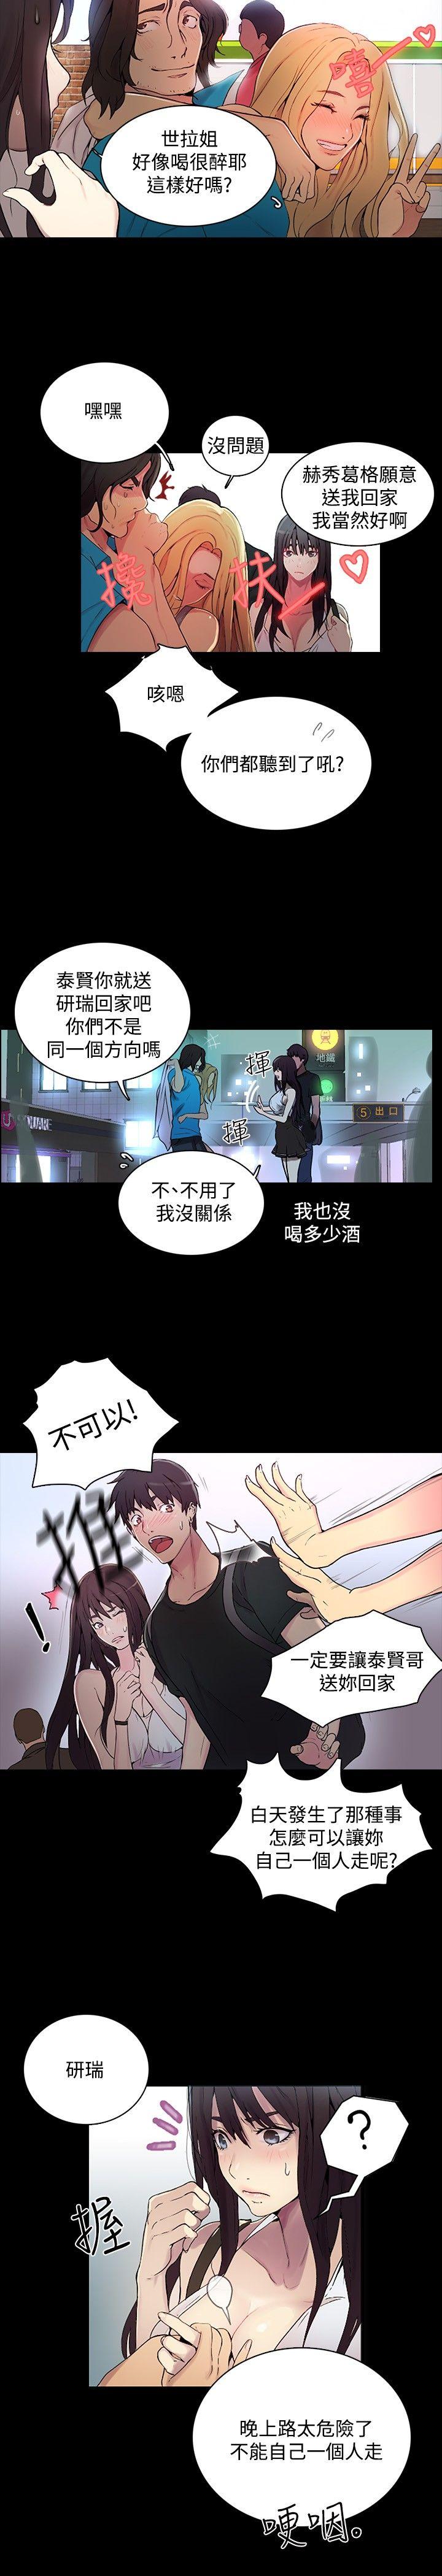 嘻
世拉姐
好像喝很醉耶
這樣好嗎?
嘿嘿
沒問題
赫秀葛格願意
送我回家
我當然好啊
攙
扶
咳嗯
你們都聽到了吼?
泰賢你就送
研瑞回家吧
你們不是
同一個方向嗎
地鐵
5 出口
U SQUARE
揮
揮
不、不用了
我沒關係
我也沒
喝多少酒
不可以!
推
!
一定要讓泰賢哥
送妳回家
白天發生了那種事
怎麼可以讓妳
自己一個人走呢?
研瑞
?
握
晚上路太危險了
不能自己一個人走
哽咽。